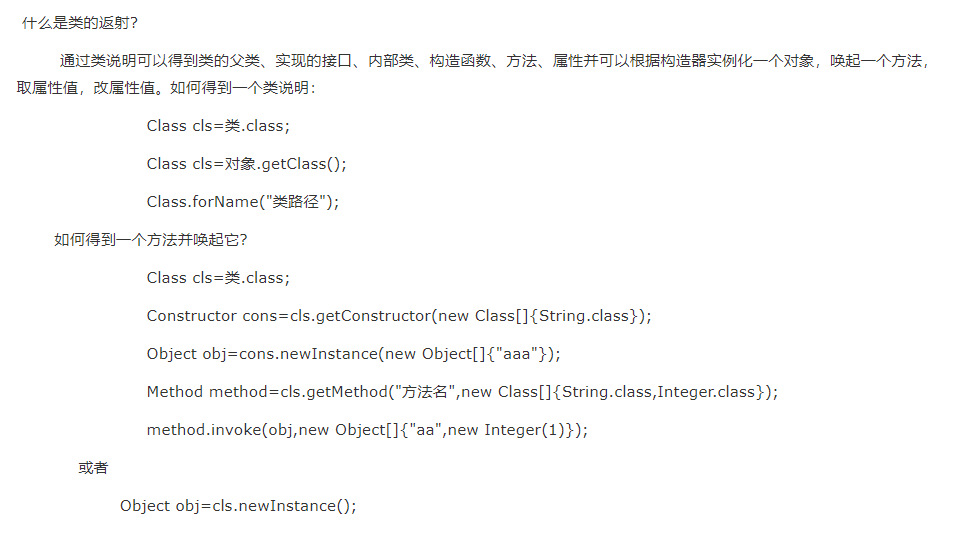 什么是类的返射?
通过类说明可以得到类的父类、实现的接口、内部类、构造函数、方法、属性并可以根据构造器实例化一个对象，唤起一个方法，
取属性值，改属性值。如何得到一个类说明：
Class cls=类.class;
Class cls=对象.getClass();
Class.forName("类路径");
如何得到一个方法并唤起它?
Class cls=类.class;
Constructor cons=cls.getConstructor(new Class[]{String.class});
Object obj=cons.newInstance(new Object[]{"aaa"});
Method method=cls.getMethod("方法名",new Class[]{String.class,Integer.class});
method.invoke(obj,new Object[]{"aa",new Integer(1)});
或者
Object obj=cls.newInstance();